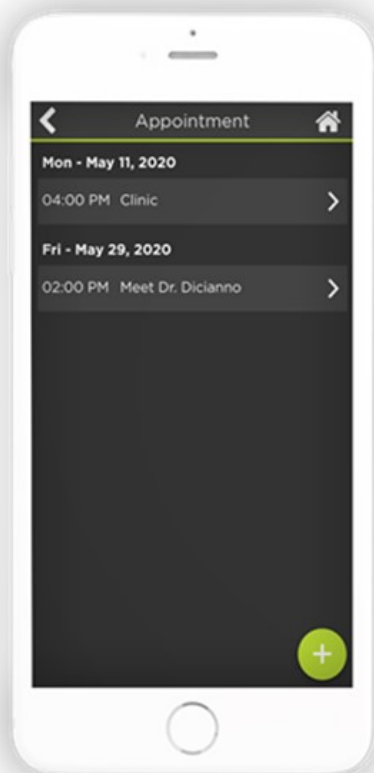 Appointment
Mon - May 11, 2020
04:00 PM Clinic
Fri - May 29, 2020
02:00 PM Meet Dr. Dicianno
+